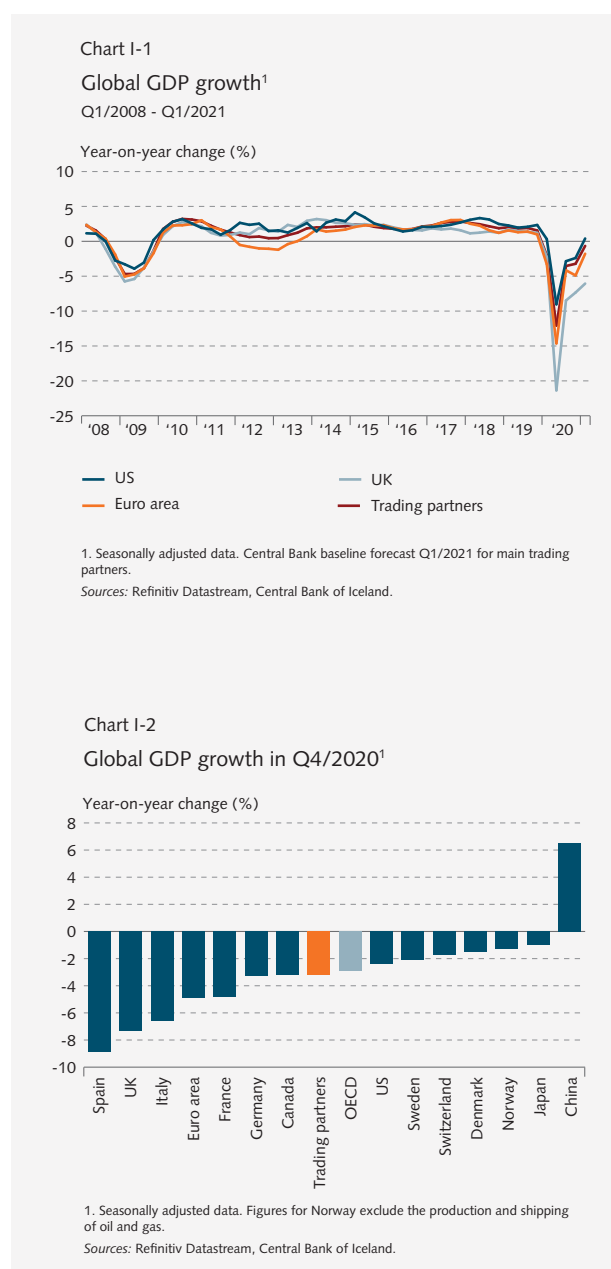 Chart I-1
Global GDP growth¹
Q1/2008 - Q1/2021
Year-on-year change (%)
10
5
0
-5
-10
-15
-20
-25
‘08 ‘09 ‘10 ‘11 ‘12 ‘13 ‘14 ‘15 ‘16 ‘17 ‘18 ‘19 ‘20
US
UK
Euro area
Trading partners
1. Seasonally adjusted data. Central Bank baseline forecast Q1/2021 for main trading
partners.
Sources: Refinitiv Datastream, Central Bank of Iceland.
Chart I-2
Global GDP growth in Q4/2020¹
Year-on-year change (%)
8
6
4
2
0
-2
-4
-6
-8
-10
Spain
UK
Italy
Euro area
France
Germany
Canada
Trading partners
OECD
US
Sweden
Switzerland
Denmark
Norway
Japan
China
1. Seasonally adjusted data. Figures for Norway exclude the production and shipping
of oil and gas.
Sources: Refinitiv Datastream, Central Bank of Iceland.